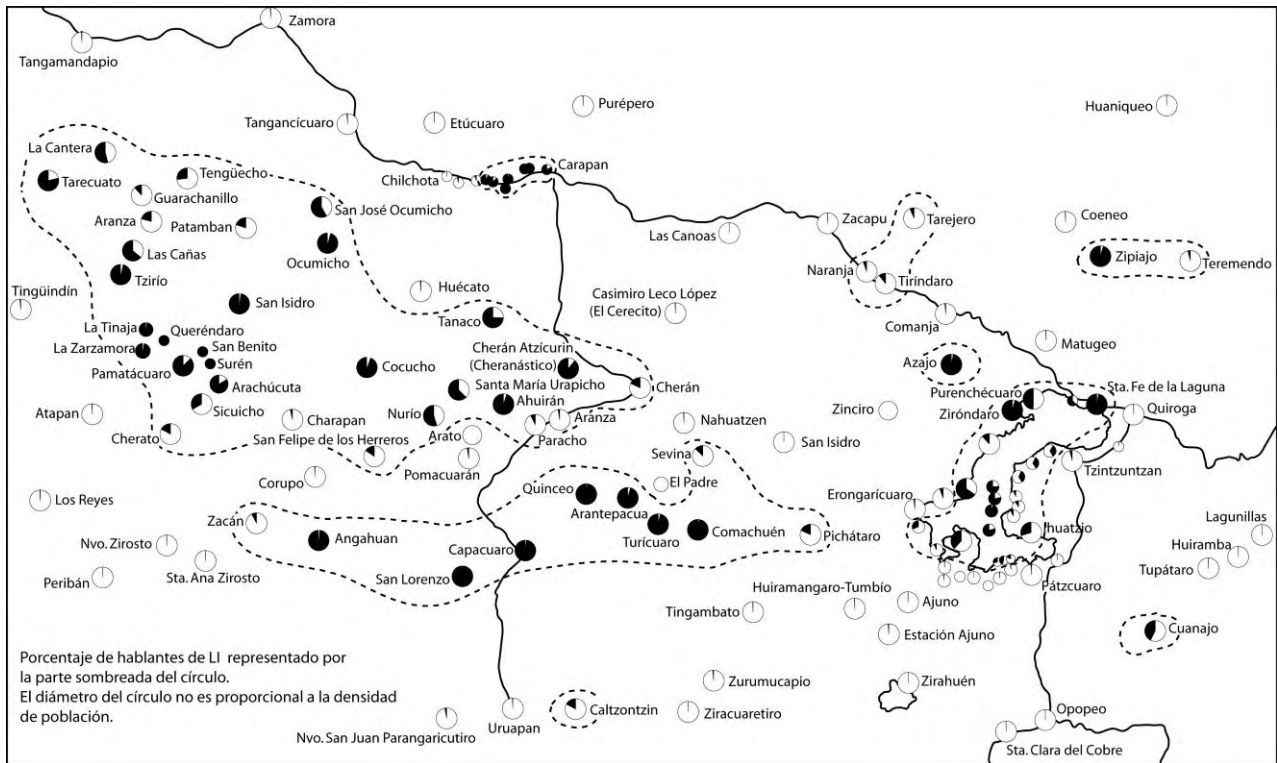 Zamora
Tangamandapio
Purépero
Huaniqueo
Tangancícuaro
Etúcuaro
La Cantera
Carapan
Tarecuato
Tengüecho
Chilchota
Guarachanillo
San José Ocumicho
Aranza
Patamban
Zacapu
Tarejero
Coeneo
Las Canoas
Las Cañas
Ocumicho
Zipiajo
Tzirío
Naranja
Teremendo
Tingüindín
Huécato
Tiríndaro
San Isidro
Casimiro Leco López
(El Cerecito)
Tanaco
Comanja
La Tinaja
Queréndaro
Matugeo
La Zarzamora
San Benito
Cherán Atzícurin
(Cheranástico)
Azajo
Surén
Cocucho
Pamatácuaro
Santa María Urapicho
Cherán
Sta. Fe de la Laguna
Arachúcuta
Purenchécuaro
Ahuirán
Ziróndaro
Quiroga
Sicuicho
Atapan
Charapan
Nurío
Aránza
Nahuatzen
Zinciro
Cherato
San Felipe de los Herreros
Arato
Paracho
San Isidro
Sevina
Tzintzuntzan
Pomacuarán
Corupo
El Padre
Quinceo
Los Reyes
Erongarícuaro
Arantepacua
Lagunillas
Zacán
Turícuaro
Comachuén
Pichátaro
Ihuatzio
Angahuan
Huiramba
Nvo. Zirosto
Capacuaro
Sta. Ana Zirosto
Tupátaro
Peribán
San Lorenzo
Pátzcuaro
Huiramangaro-Tumbío
Tingambato
Ajuno
Cuanajo
Estación Ajuno
Porcentaje de hablantes de LI representado por
la parte sombreada del círculo.
El diámetro del círculo no es proporcional a la densidad
de población.
Zurumucapio
Zirahuén
Caltzontzin
Ziracuaretiro
Uruapan
Opopeo
Nvo. San Juan Parangaricutiro
Sta. Clara del Cobre